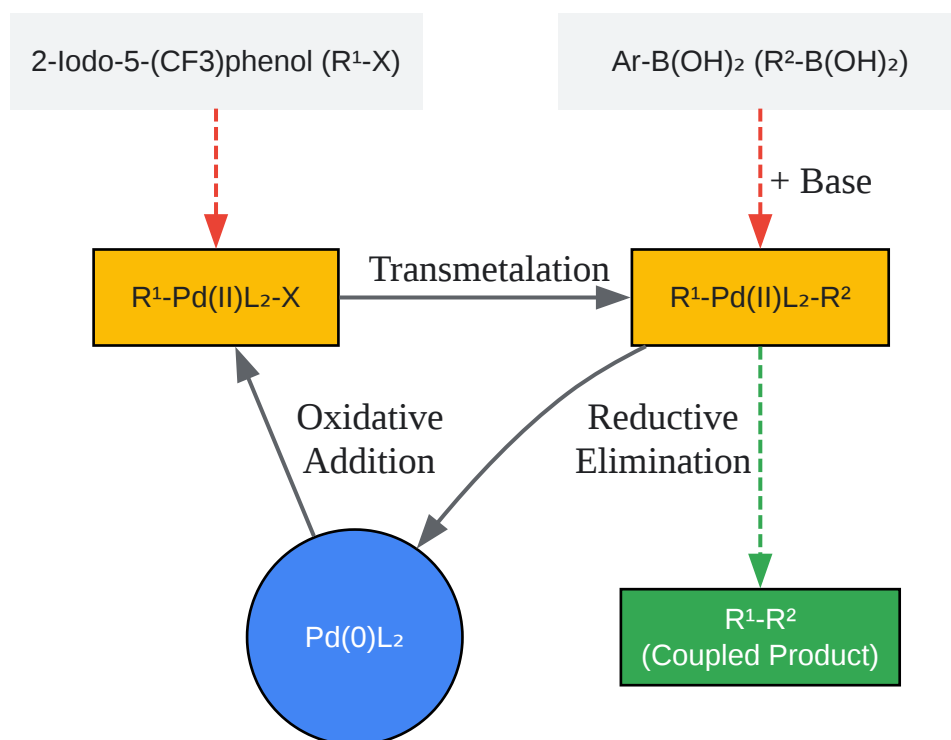 2-Iodo-5-(CF3)phenol (R¹-X)
Ar-B(OH)₂ (R²-B(OH)₂)
+ Base
Transmetalation
R¹-Pd(II)L₂-X
R¹-Pd(II)L₂-R²
Oxidative
Addition
Reductive
Elimination
Pd(0)L₂
R¹-R²
(Coupled Product)